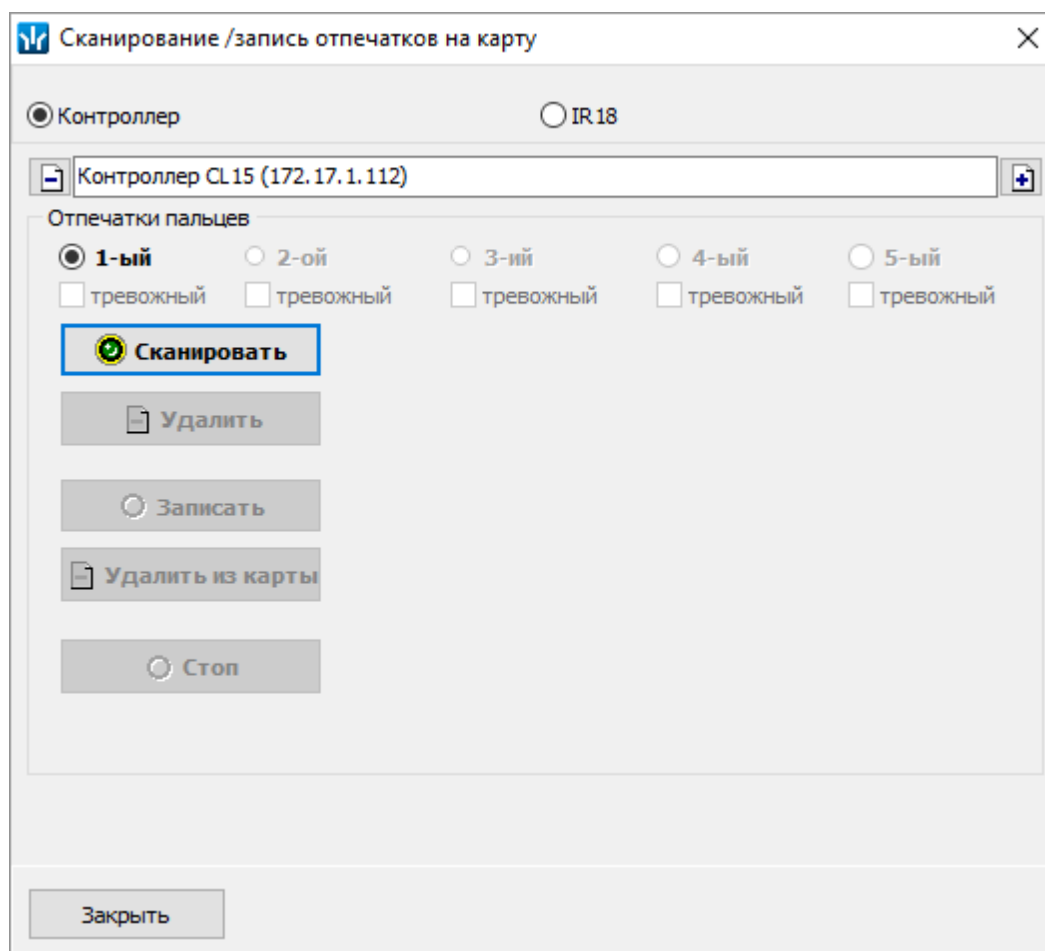 Сканирование /запись отпечатков на карту
Контроллер IR18
Контроллер CL15 (172.17.1.112)
Отпечатки пальцев
1-ый 2-ой 3-ий 4-ый 5-ый
тревожный тревожный тревожный тревожный тревожный
Сканировать
Удалить
Записать
Удалить из карты
Стоп
Закрыть